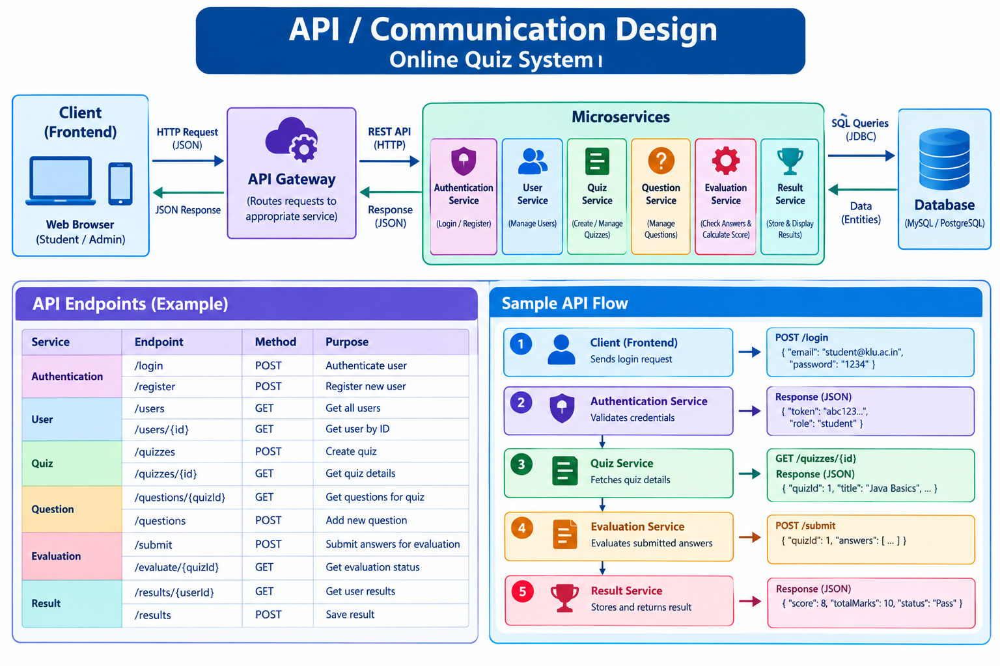 API / Communication Design
Online Quiz System
Client
(Frontend)
Web Browser
(Student / Admin)
HTTP Request
(JSON)
JSON Response
API Gateway
(Routes requests to
appropriate service)
REST API
(HTTP)
Response
(JSON)
Microservices
Authentication
Service
(Login / Register)
User
Service
(Manage Users)
Quiz
Service
(Create / Manage
Quizzes)
Question
Service
(Manage
Questions)
Evaluation
Service
(Check Answers &
Calculate Score)
Result
Service
(Store & Display
Results)
SQL Queries
(JDBC)
Data
(Entities)
Database
(MySQL / PostgreSQL)
API Endpoints (Example)
Service Endpoint Method Purpose
Authentication
/login POST Authenticate user
/register POST Register new user
User
/users GET Get all users
/users/{id} GET Get user by ID
Quiz
/quizzes POST Create quiz
/quizzes/{id} GET Get quiz details
Question
/questions/{quizId} GET Get questions for quiz
/questions POST Add new question
Evaluation
/submit POST Submit answers for evaluation
/evaluate/{quizId} GET Get evaluation status
Result
/results/{userId} GET Get user results
/results POST Save result
Sample API Flow
1 Client (Frontend)
Sends login request
POST /login
{ "email": "student@klu.ac.in",
"password": "1234" }
2 Authentication Service
Validates credentials
Response (JSON)
{ "token": "abc123...",
"role": "student" }
3 Quiz Service
Fetches quiz details
GET /quizzes/{id}
Response (JSON)
{ "quizId": 1, "title": "Java Basics", ... }
4 Evaluation Service
Evaluates submitted answers
POST /submit
{ "quizId": 1, "answers": [ ... ] }
5 Result Service
Stores and returns result
Response (JSON)
{ "score": 8, "totalMarks": 10, "status": "Pass" }